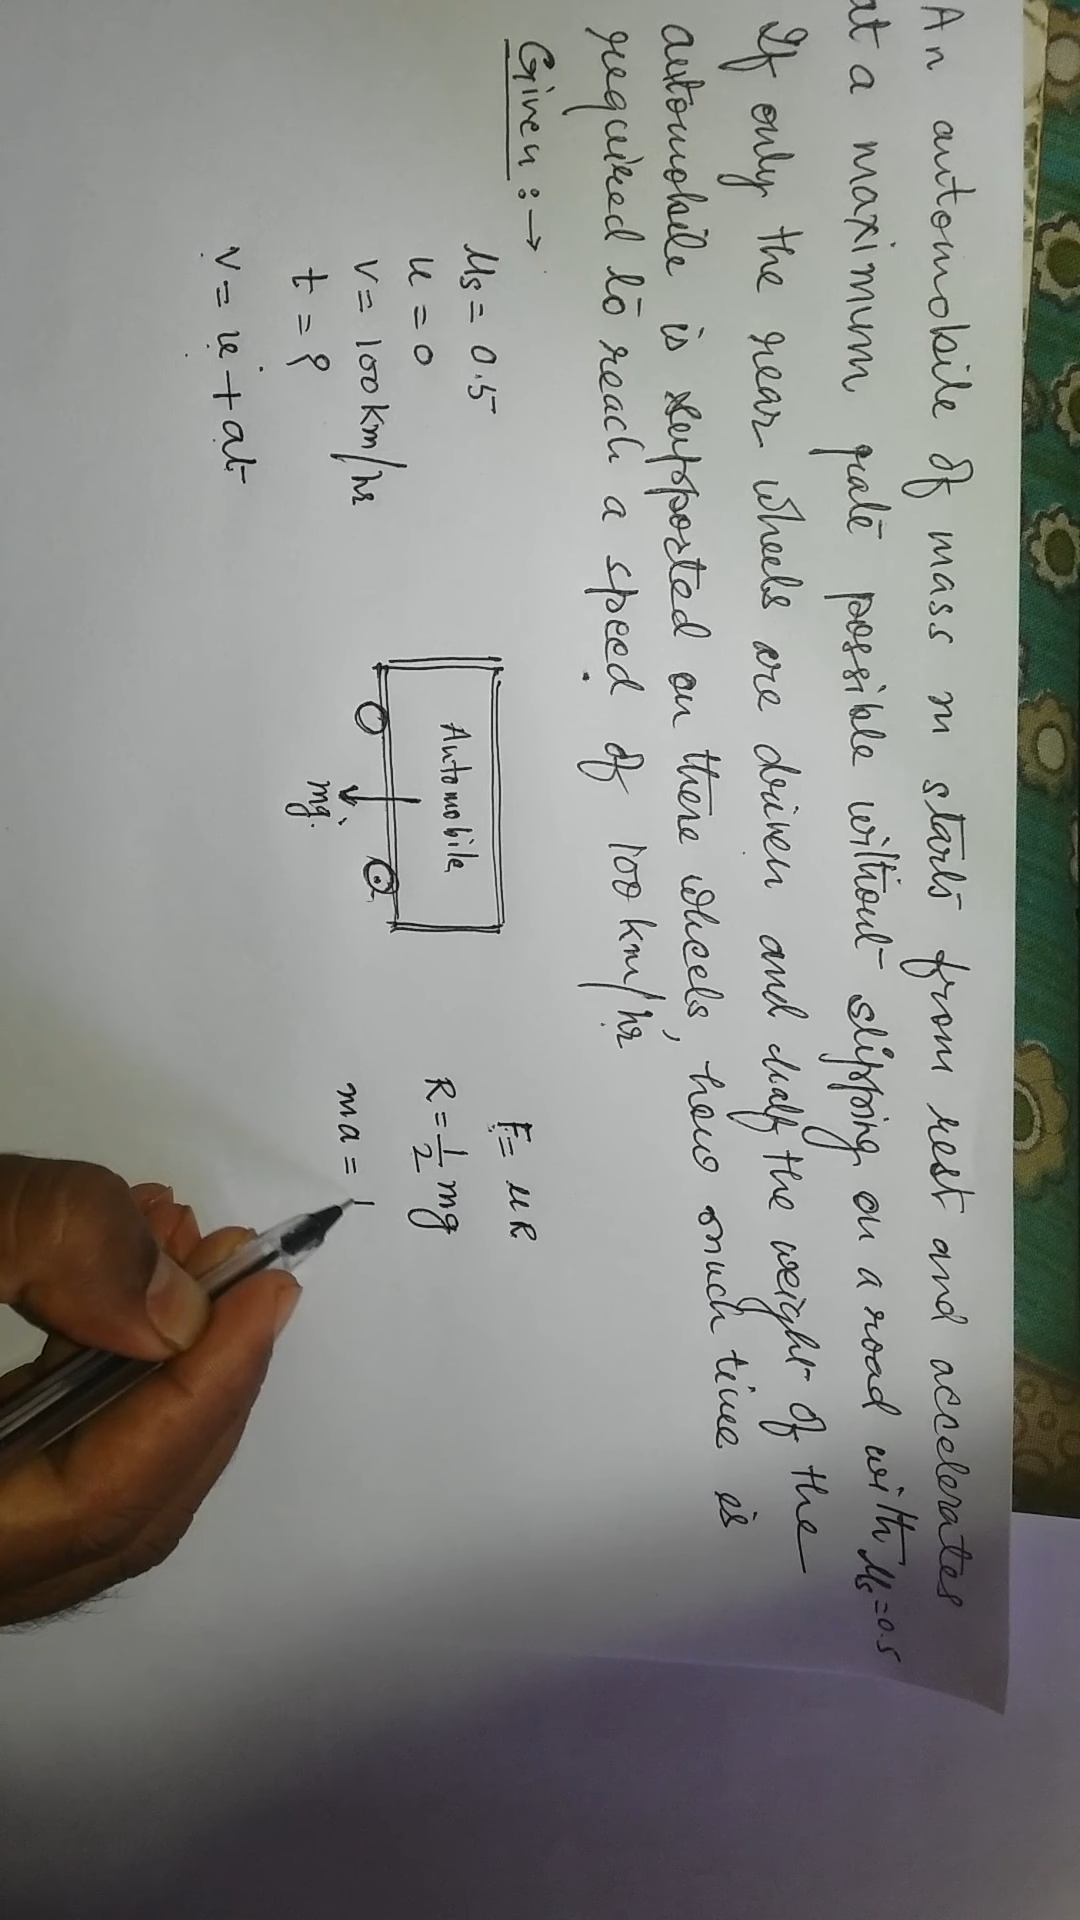 An automobile of mass m starts from rest and accelerates
at a maximum rate possible without slipping on a road with μs = 0.5
If only the rear wheels are driven and half the weight of the
automobile is supported on there wheels, how much time is
required to reach a speed of 100 km/hr
Given :→
μs = 0.5
u = 0
v = 100 km/hr
t = ?
v = u + at
Automobile
mg
F = μR
R = 1/2 mg
ma = 1